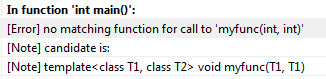 In function 'int main()':
[Error] no matching function for call to 'myfunc(int, int)'
[Note] candidate is:
[Note] template<class T1, class T2> void myfunc(T1, T1)